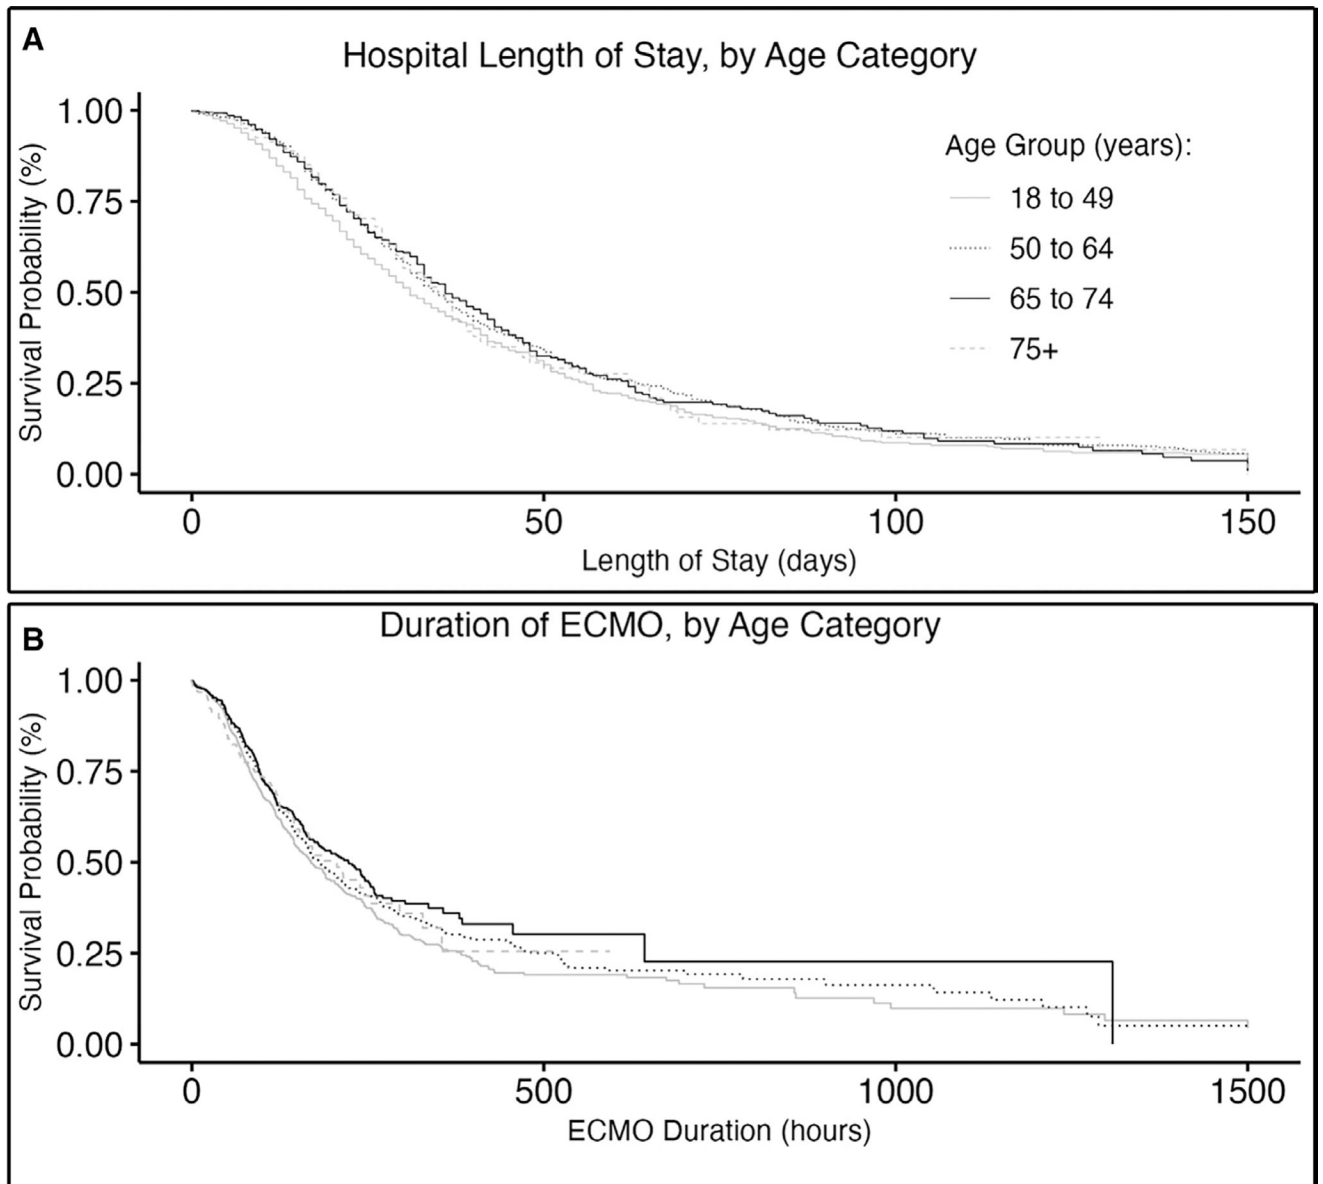 A
Hospital Length of Stay, by Age Category
Survival Probability (%)
1.00
0.75
0.50
0.25
0.00
Age Group (years):
18 to 49
50 to 64
65 to 74
75+
0 50 100 150
Length of Stay (days)
B
Duration of ECMO, by Age Category
Survival Probability (%)
1.00
0.75
0.50
0.25
0.00
0 500 1000 1500
ECMO Duration (hours)